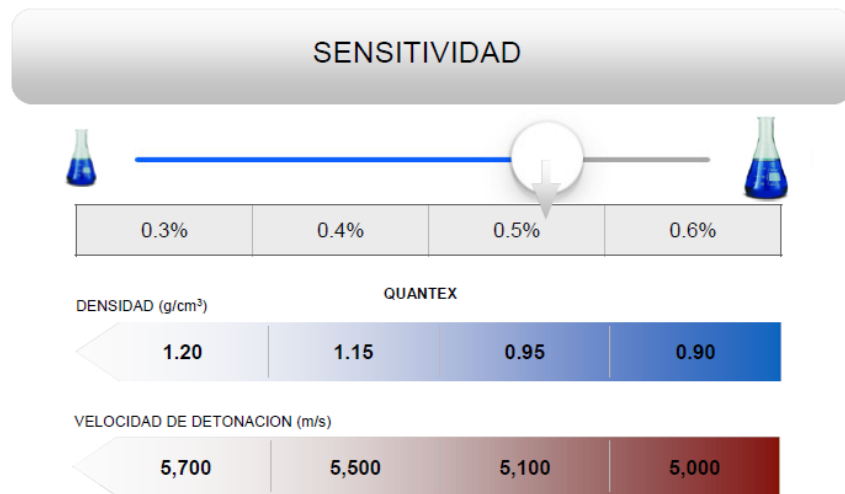 SENSITIVIDAD
0.3% 0.4% 0.5% 0.6%
QUANTEX
DENSIDAD (g/cm³)
1.20 1.15 0.95 0.90
VELOCIDAD DE DETONACION (m/s)
5,700 5,500 5,100 5,000